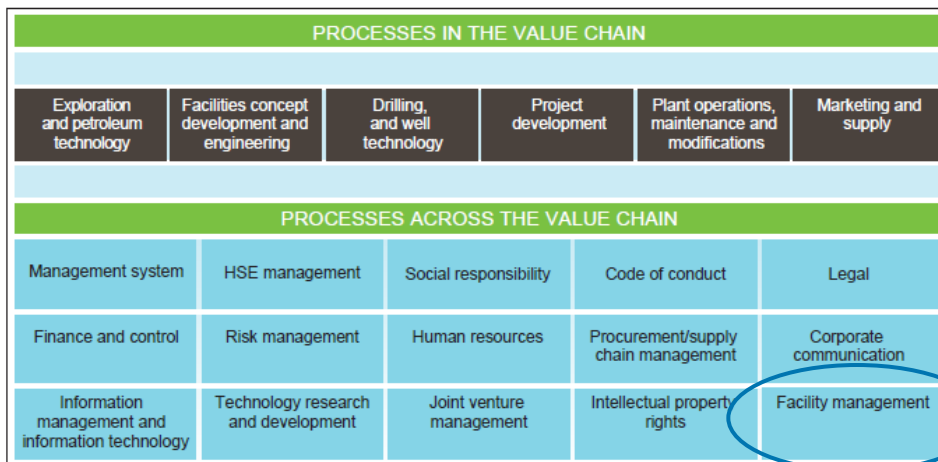 PROCESSES IN THE VALUE CHAIN
Exploration
and petroleum
technology
Facilities concept
development and
engineering
Drilling,
and well
technology
Project
development
Plant operations,
maintenance and
modifications
Marketing and
supply
PROCESSES ACROSS THE VALUE CHAIN
Management system
HSE management
Social responsibility
Code of conduct
Legal
Finance and control
Risk management
Human resources
Procurement/supply
chain management
Corporate
communication
Information
management and
information technology
Technology research
and development
Joint venture
management
Intellectual property
rights
Facility management